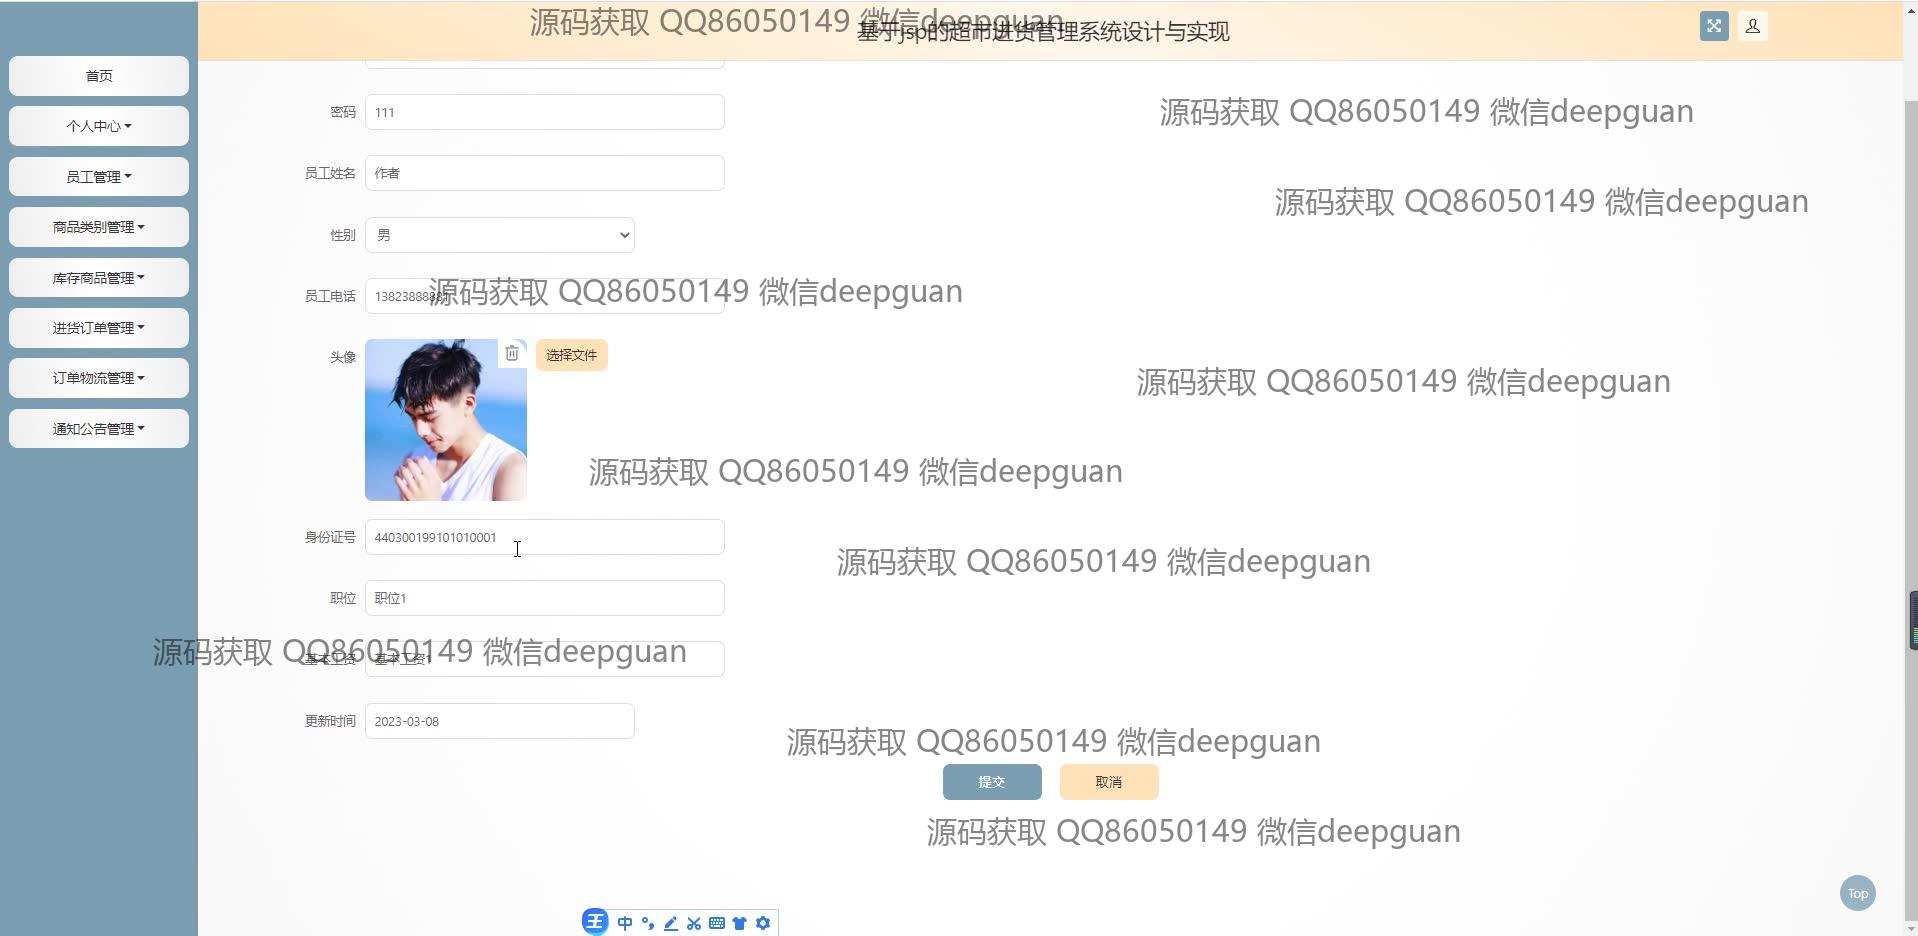 源码获取 QQ86050149 微信deepguan
基于jsp的超市进货管理系统设计与实现
首页
个人中心
员工管理
商品类别管理
库存商品管理
进货订单管理
订单物流管理
通知公告管理
密码 111
源码获取 QQ86050149 微信deepguan
员工姓名 作者
源码获取 QQ86050149 微信deepguan
性别 男
员工电话 13823888881
源码获取 QQ86050149 微信deepguan
头像 选择文件
源码获取 QQ86050149 微信deepguan
源码获取 QQ86050149 微信deepguan
身份证号 440300199101010001
源码获取 QQ86050149 微信deepguan
职位 职位1
源码获取 QQ86050149 微信deepguan
基本工资 基本工资1
更新时间 2023-03-08
源码获取 QQ86050149 微信deepguan
提交 取消
源码获取 QQ86050149 微信deepguan
Top
王 中